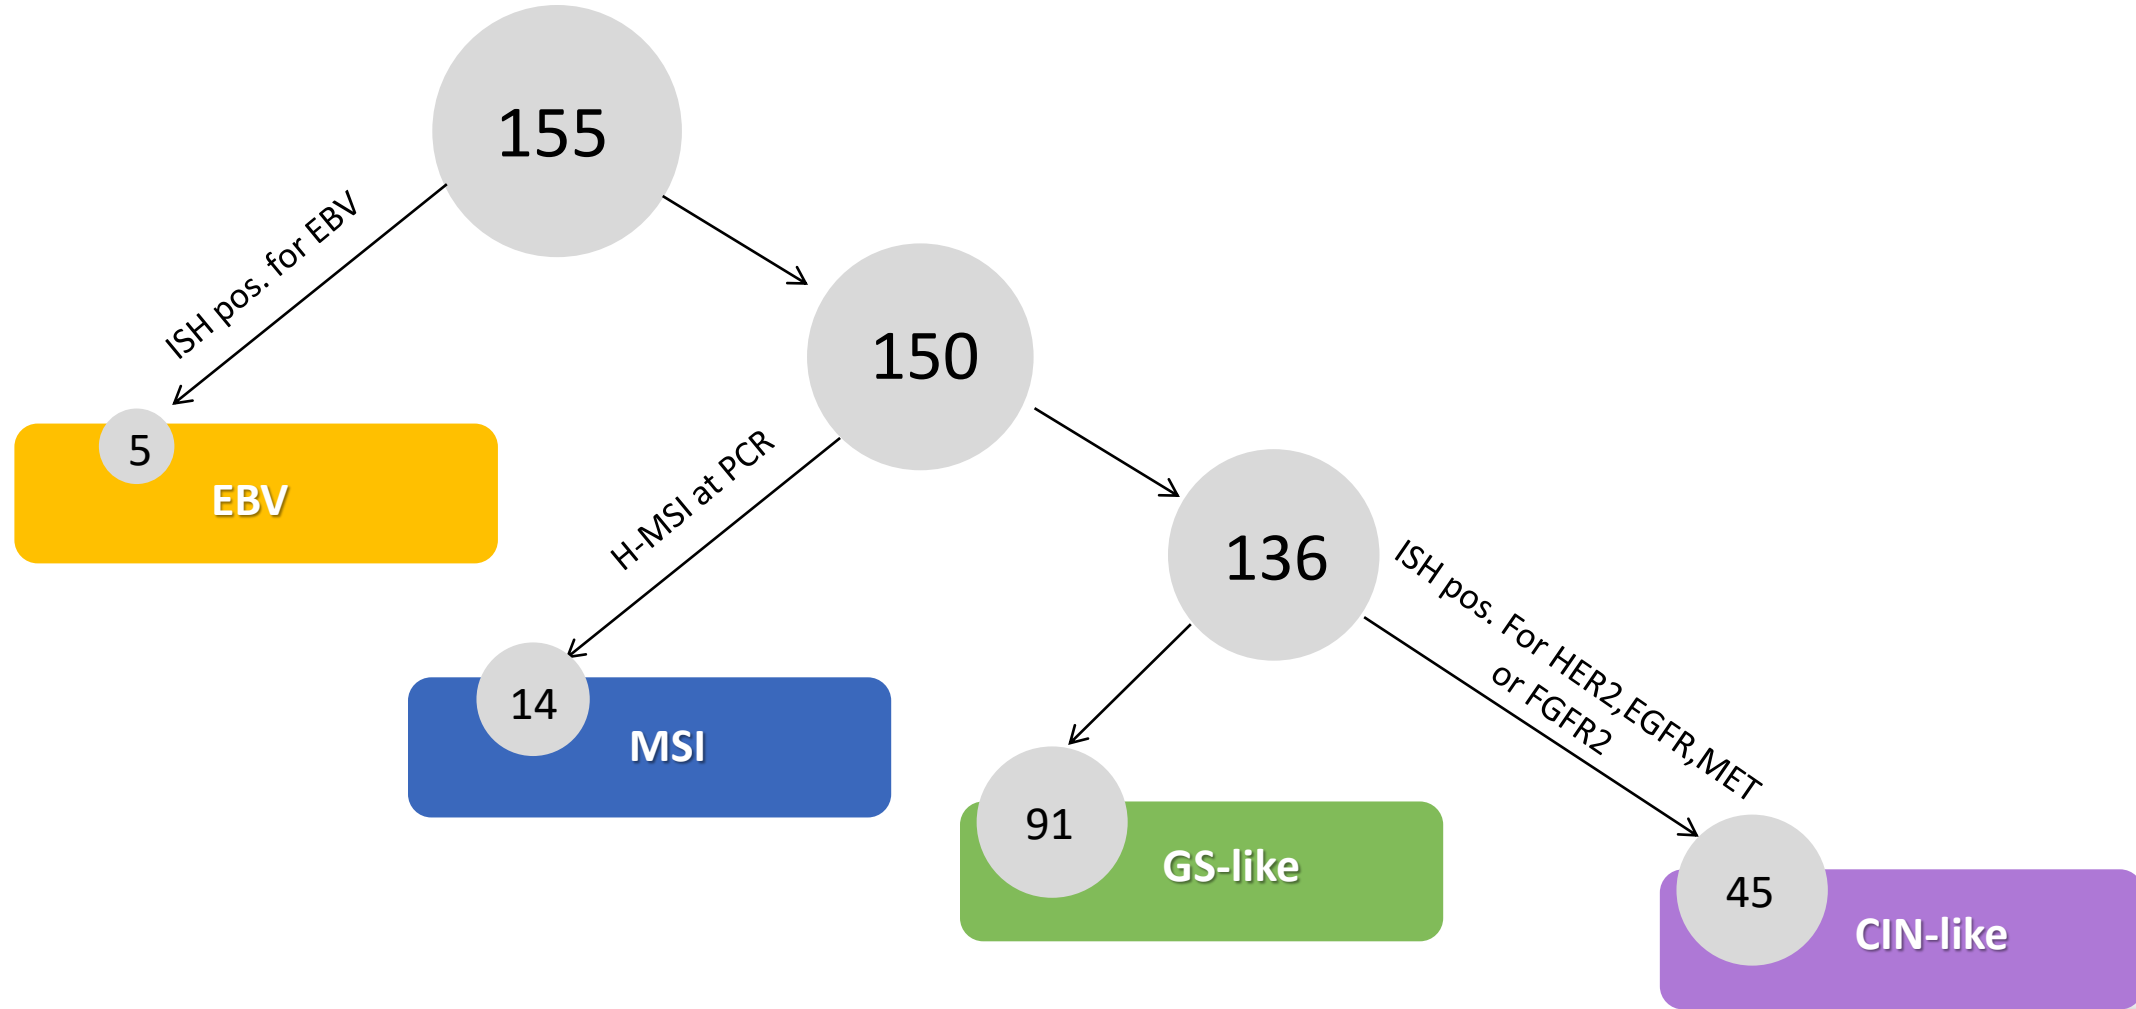 155
ISH pos. for EBV
150
5
EBV
H-MSI at PCR
136
ISH pos. For HER2,EGFR,MET
or FGFR2
14
MSI
91
GS-like
45
CIN-like